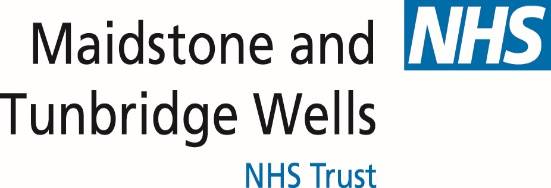 Maidstone and NHS
Tunbridge Wells
NHS Trust